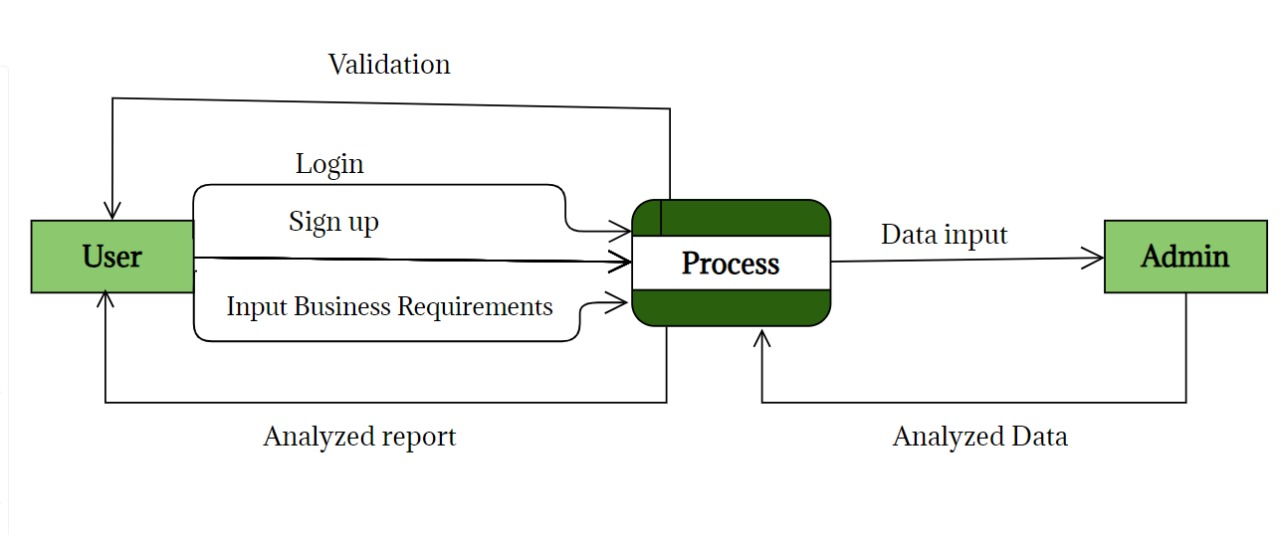 Validation
Login
Sign up
User
Process
Data input
Admin
Input Business Requirements
Analyzed report
Analyzed Data